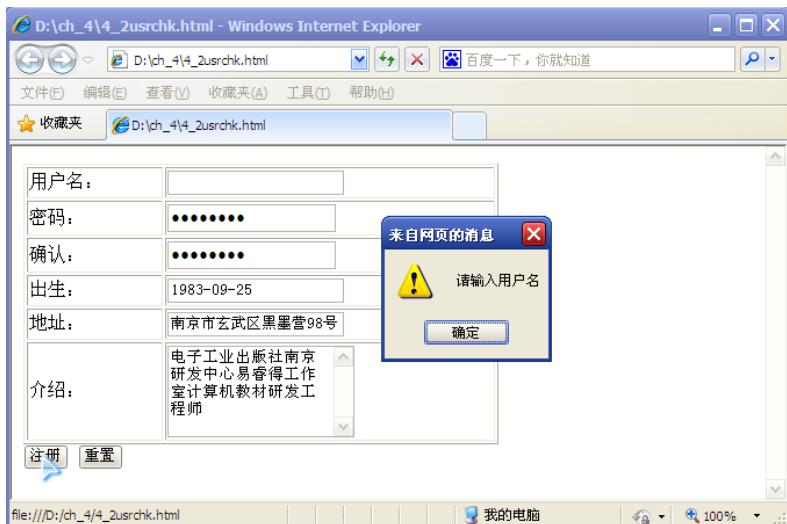 D:\ch_4\4_2usrchk.html - Windows Internet Explorer
D:\ch_4\4_2usrchk.html
百度一下，你就知道
文件(F) 编辑(E) 查看(V) 收藏夹(A) 工具(T) 帮助(H)
收藏夹 D:\ch_4\4_2usrchk.html
用户名：
密码： ●●●●●●●●
确认： ●●●●●●●●
出生： 1983-09-25
地址： 南京市玄武区黑墨营98号
介绍：
电子工业出版社南京
研发中心易睿得工作
室计算机教材研发工
程师
来自网页的消息
请输入用户名
确定
注册 重置
file:///D:/ch_4/4_2usrchk.html 我的电脑 100%